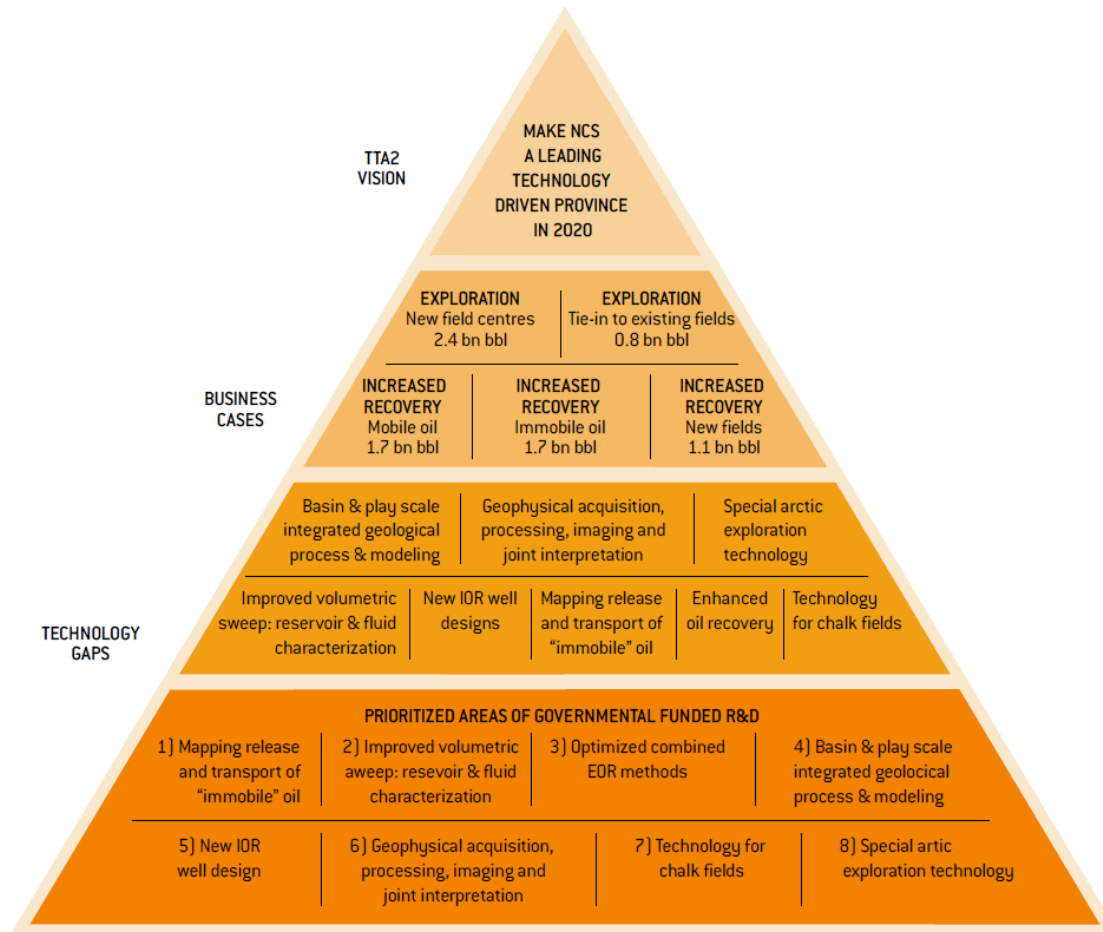 TTA2
VISION
MAKE NCS
A LEADING
TECHNOLOGY
DRIVEN PROVINCE
IN 2020
BUSINESS
CASES
EXPLORATION
New field centres
2.4 bn bbl
EXPLORATION
Tie-in to existing fields
0.8 bn bbl
INCREASED
RECOVERY
Mobile oil
1.7 bn bbl
INCREASED
RECOVERY
Immobile oil
1.7 bn bbl
INCREASED
RECOVERY
New fields
1.1 bn bbl
TECHNOLOGY
GAPS
Basin & play scale
integrated geological
process & modeling
Geophysical acquisition,
processing, imaging and
joint interpretation
Special arctic
exploration
technology
Improved volumetric
sweep: reservoir & fluid
characterization
New IOR well
designs
Mapping release
and transport of
“immobile” oil
Enhanced
oil recovery
Technology
for chalk fields
PRIORITIZED AREAS OF GOVERNMENTAL FUNDED R&D
1) Mapping release
and transport of
“immobile” oil
2) Improved volumetric
aweep: resevoir & fluid
characterization
3) Optimized combined
EOR methods
4) Basin & play scale
integrated geolocical
process & modeling
5) New IOR
well design
6) Geophysical acquisition,
processing, imaging and
joint interpretation
7) Technology for
chalk fields
8) Special artic
exploration technology